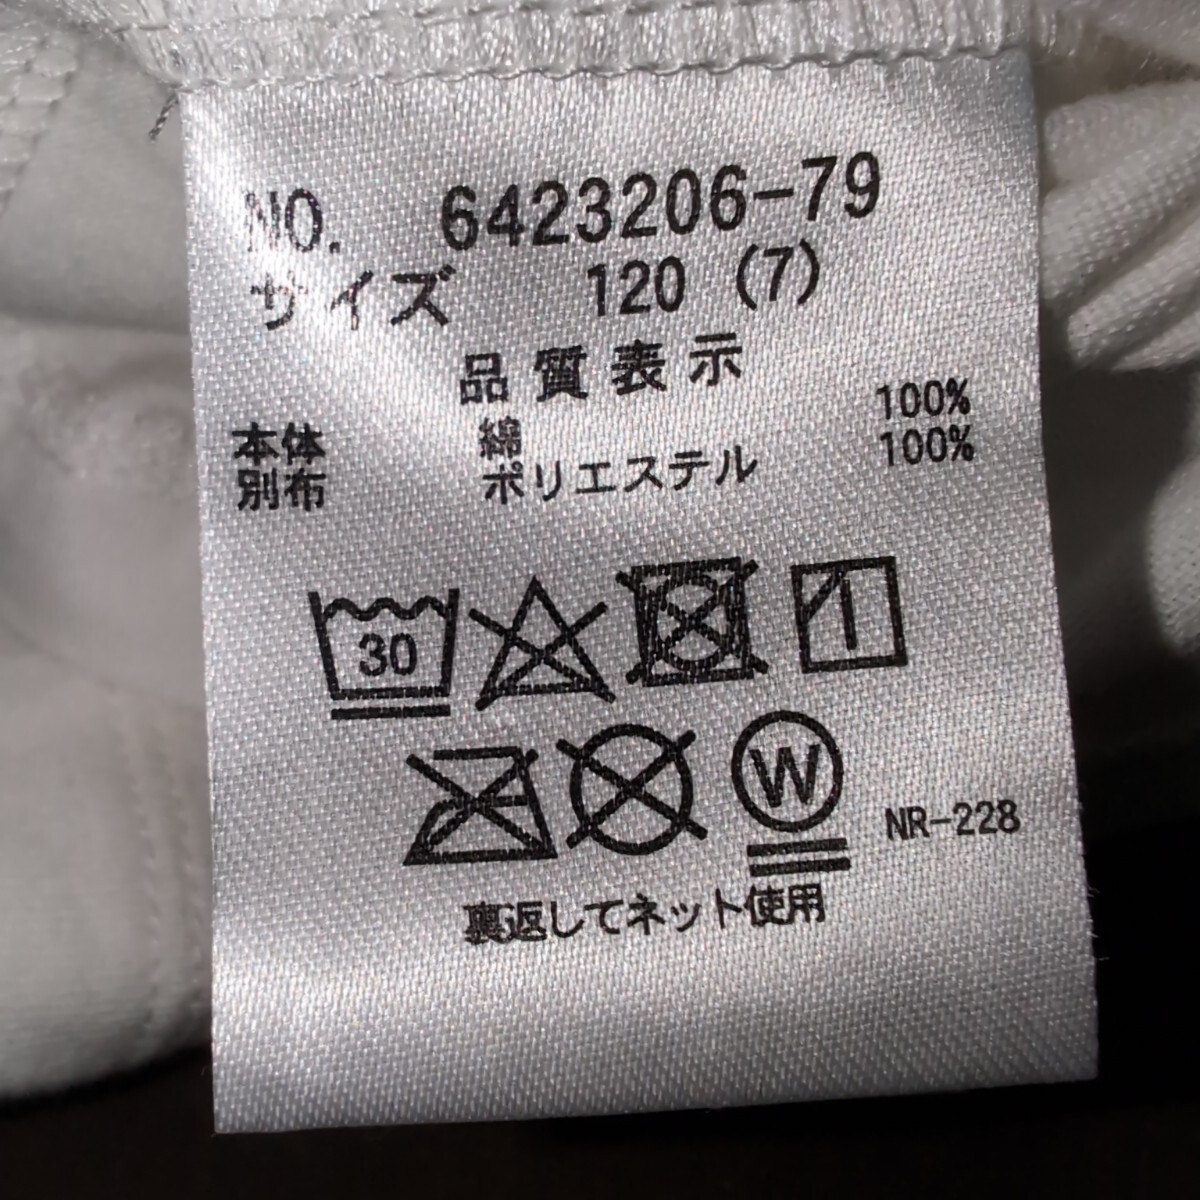 NO. 6423206-79
サイズ 120 (7)
品質表示
本体 綿 100%
別布 ポリエステル 100%
30
W NR-228
裏返してネット使用